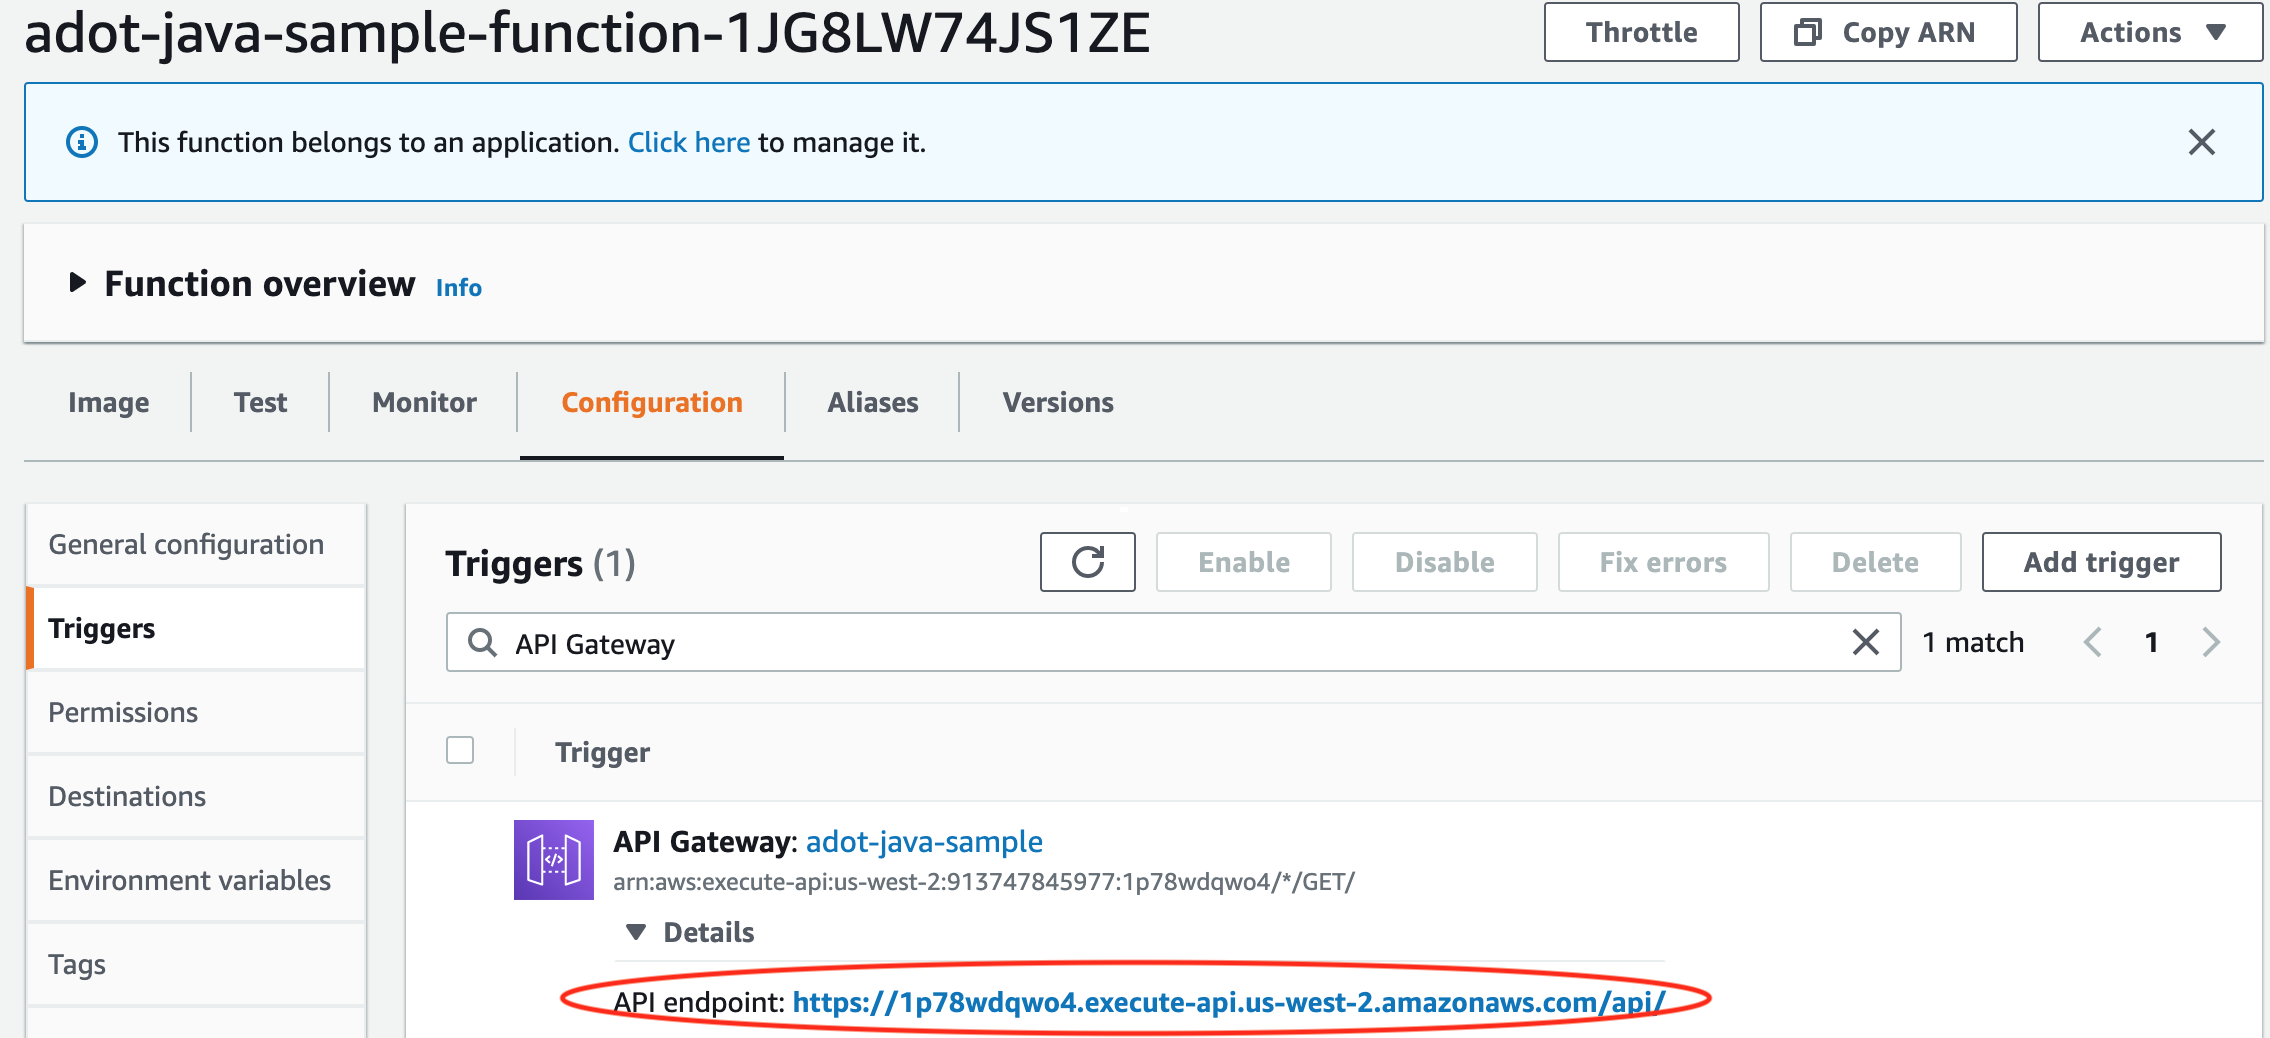 adot-java-sample-function-1JG8LW74JS1ZE
Throttle
Copy ARN
Actions
This function belongs to an application. Click here to manage it.
Function overview Info
Image
Test
Monitor
Configuration
Aliases
Versions
General configuration
Triggers
Permissions
Destinations
Environment variables
Tags
Triggers (1)
Enable
Disable
Fix errors
Delete
Add trigger
API Gateway
1 match
1
Trigger
</>
API Gateway: adot-java-sample
arn:aws:execute-api:us-west-2:913747845977:1p78wdqwo4/*/GET/
Details
API endpoint: https://1p78wdqwo4.execute-api.us-west-2.amazonaws.com/api/